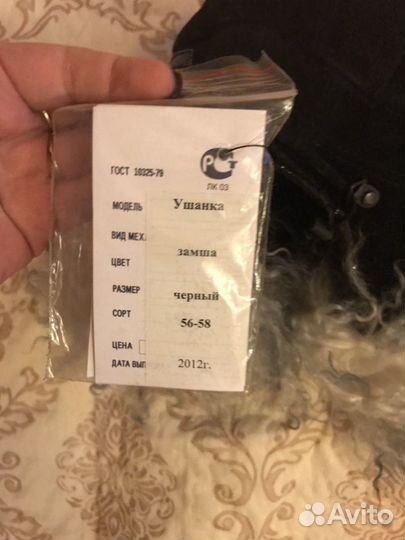 ГОСТ 10325-79
РСТ
ЛК 03
МОДЕЛЬ Ушанка
ВИД МЕХ
замша
ЦВЕТ
РАЗМЕР черный
СОРТ 56-58
ЦЕНА
ДАТА ВЫП 2012г.
Avito